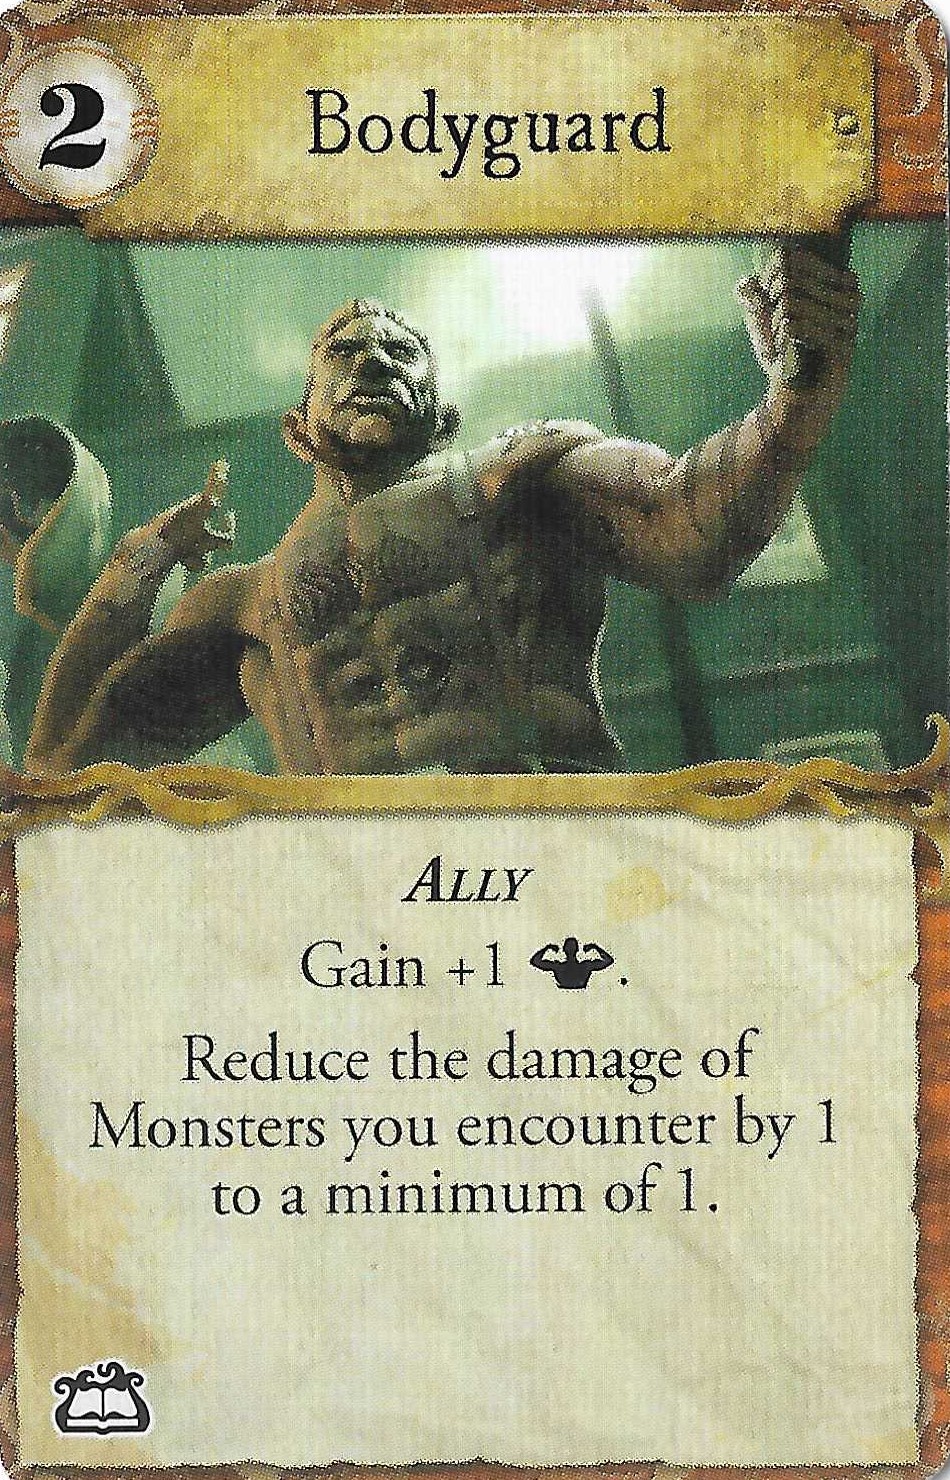 2
Bodyguard
ALLY
Gain +1 .
Reduce the damage of
Monsters you encounter by 1
to a minimum of 1.